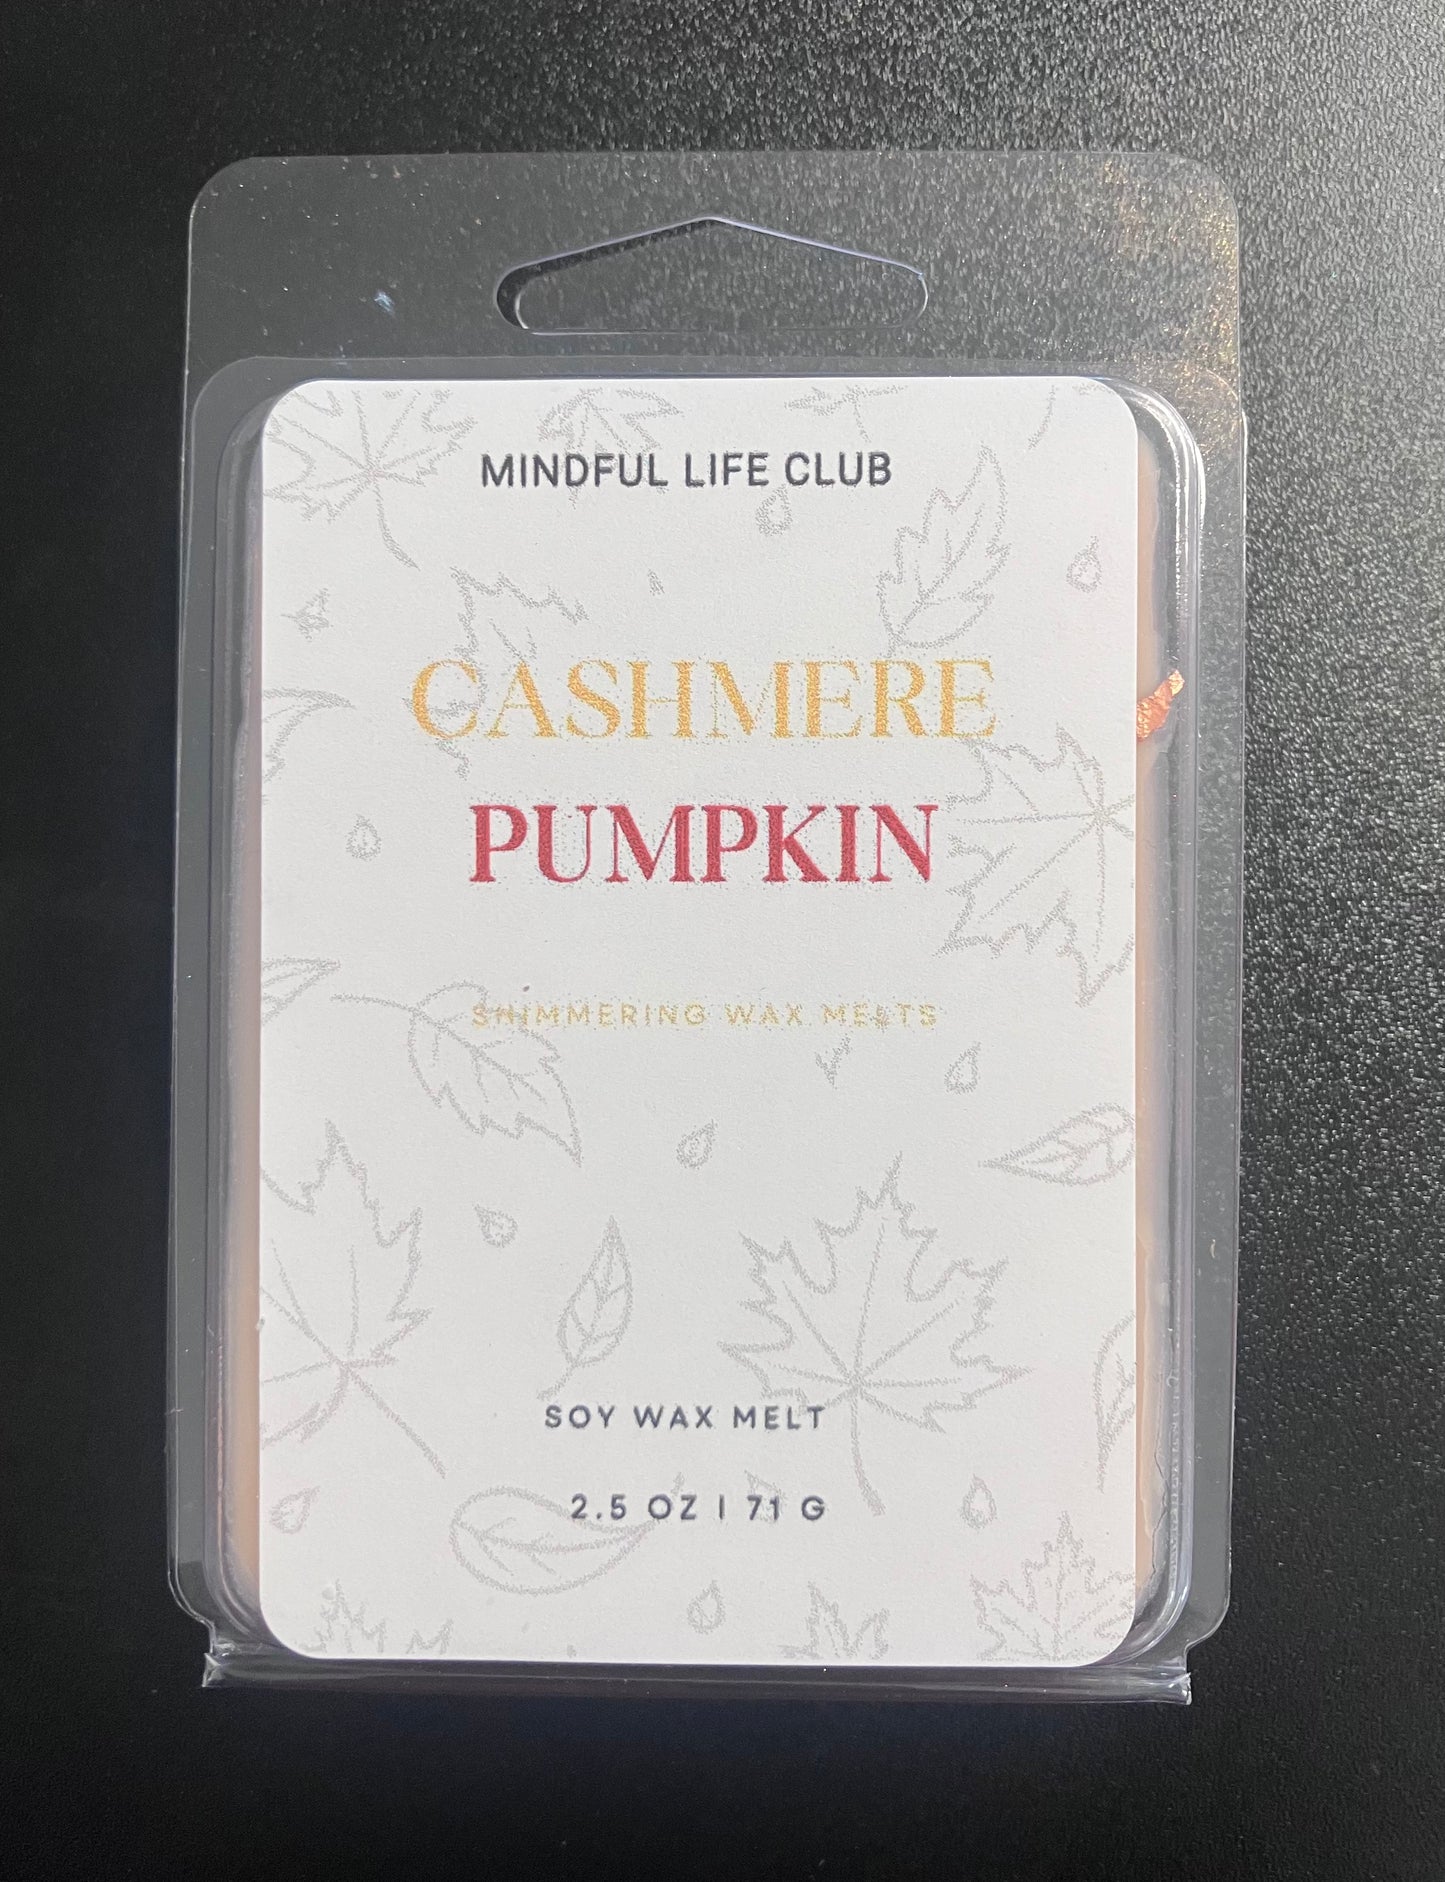 MINDFUL LIFE CLUB
CASHMERE
PUMPKIN
SHIMMERING WAX MELTS
SOY WAX MELT
2.5 OZ | 71 G